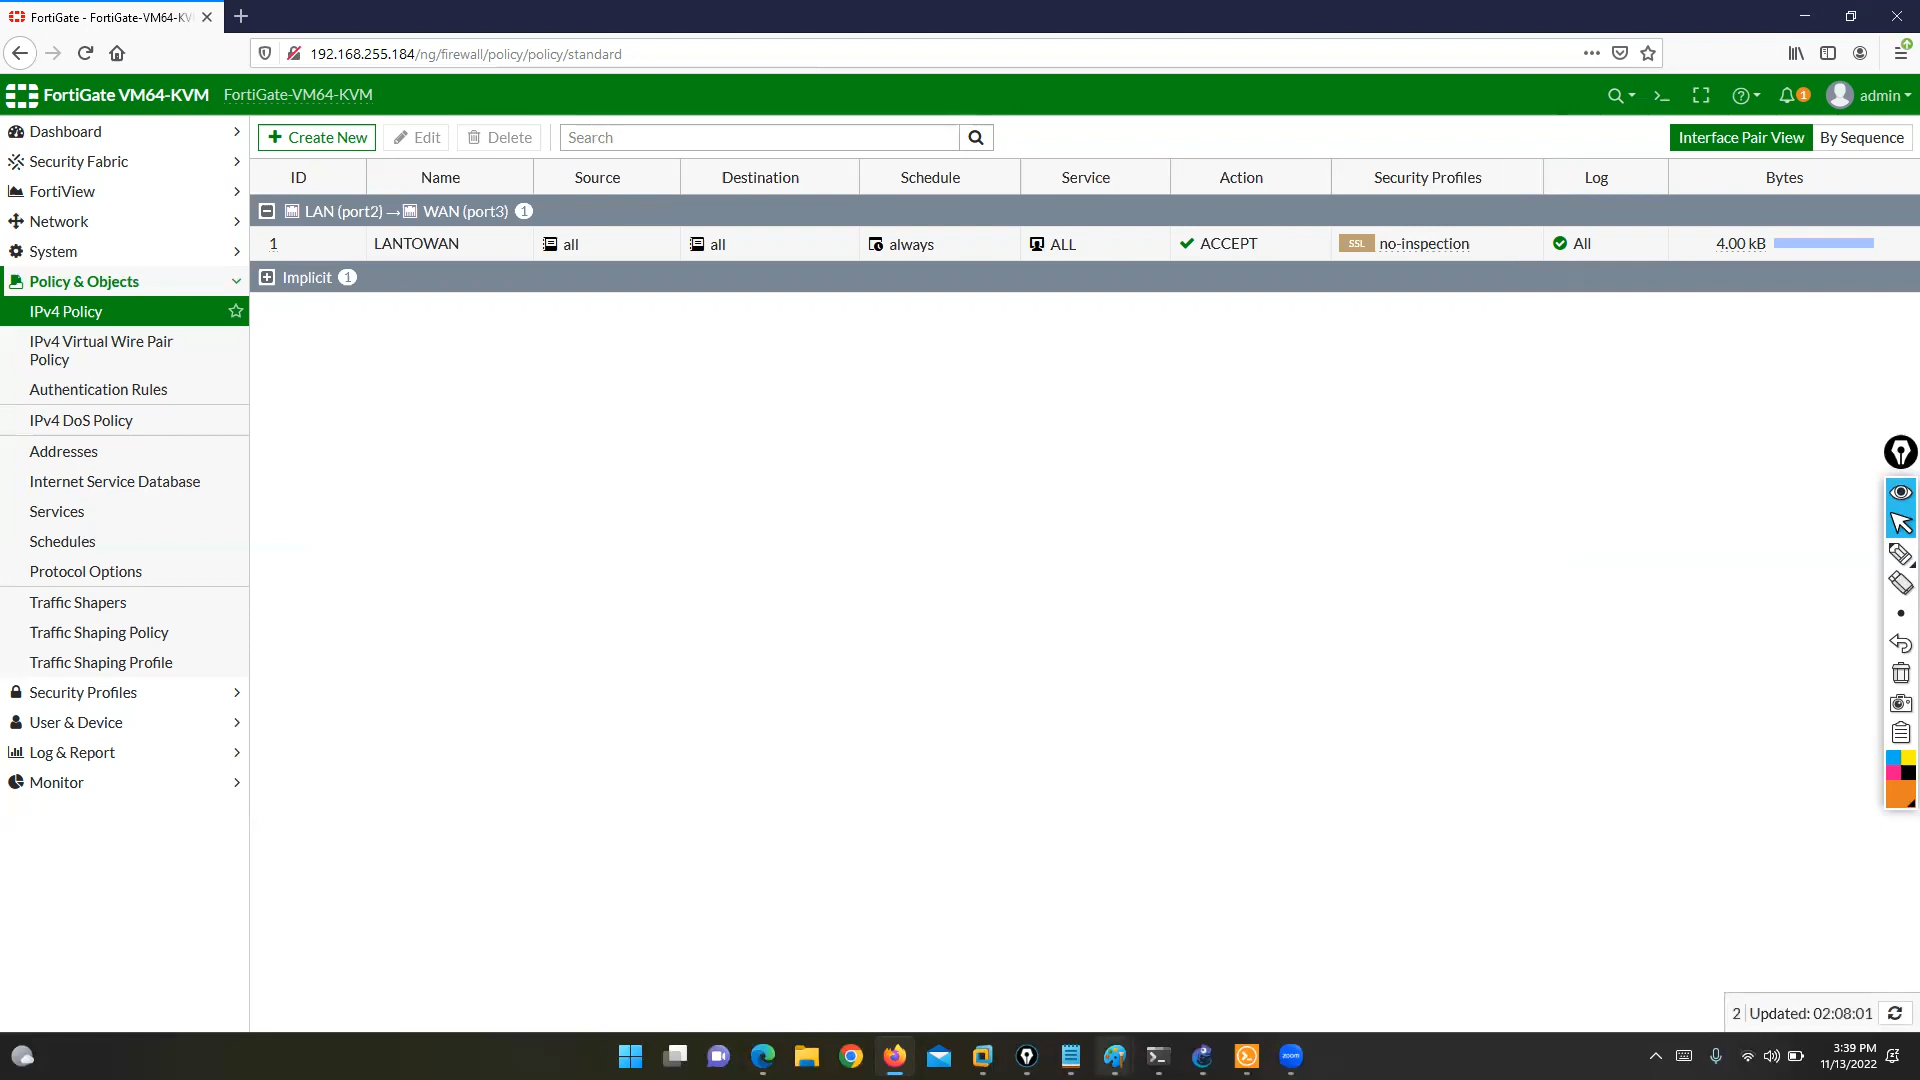 FortiGate - FortiGate-VM64-KV
192.168.255.184/ng/firewall/policy/policy/standard
FortiGate VM64-KVM FortiGate-VM64-KVM
1 admin
Dashboard
Security Fabric
FortiView
Network
System
Policy & Objects
IPv4 Policy
IPv4 Virtual Wire Pair
Policy
Authentication Rules
IPv4 DoS Policy
Addresses
Internet Service Database
Services
Schedules
Protocol Options
Traffic Shapers
Traffic Shaping Policy
Traffic Shaping Profile
Security Profiles
User & Device
Log & Report
Monitor
Create New Edit Delete Search Interface Pair View By Sequence
ID Name Source Destination Schedule Service Action Security Profiles Log Bytes
LAN (port2) → WAN (port3) 1
1 LANTOWAN all all always ALL ACCEPT SSL no-inspection All 4.00 kB
Implicit 1
2 Updated: 02:08:01
zoom
3:39 PM
11/13/2022